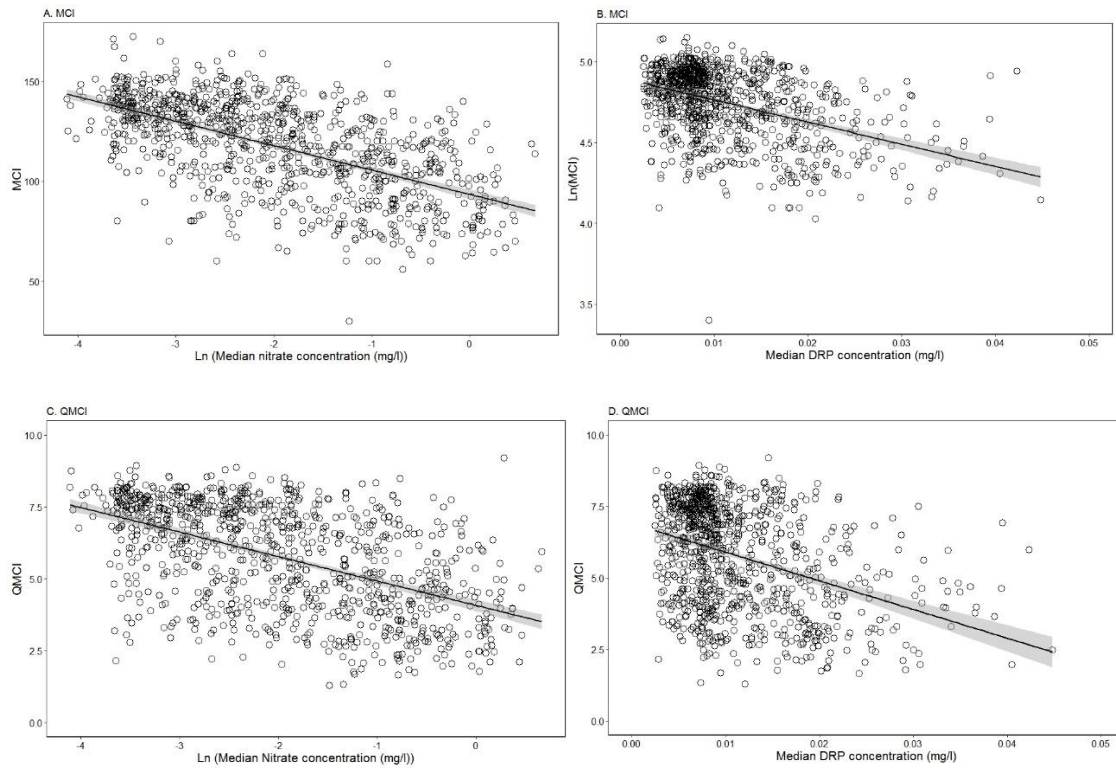 A. MCI
150
100
50
MCI
-4 -3 -2 -1 0
Ln (Median nitrate concentration (mg/l))
B. MCI
5.0
4.5
4.0
3.5
Ln(MCI)
0.00 0.01 0.02 0.03 0.04 0.05
Median DRP concentration (mg/l)
C. QMCI
10.0
7.5
5.0
2.5
0.0
QMCI
-4 -3 -2 -1 0
Ln (Median Nitrate concentration (mg/l))
D. QMCI
10.0
7.5
5.0
2.5
0.0
QMCI
0.00 0.01 0.02 0.03 0.04 0.05
Median DRP concentration (mg/l)